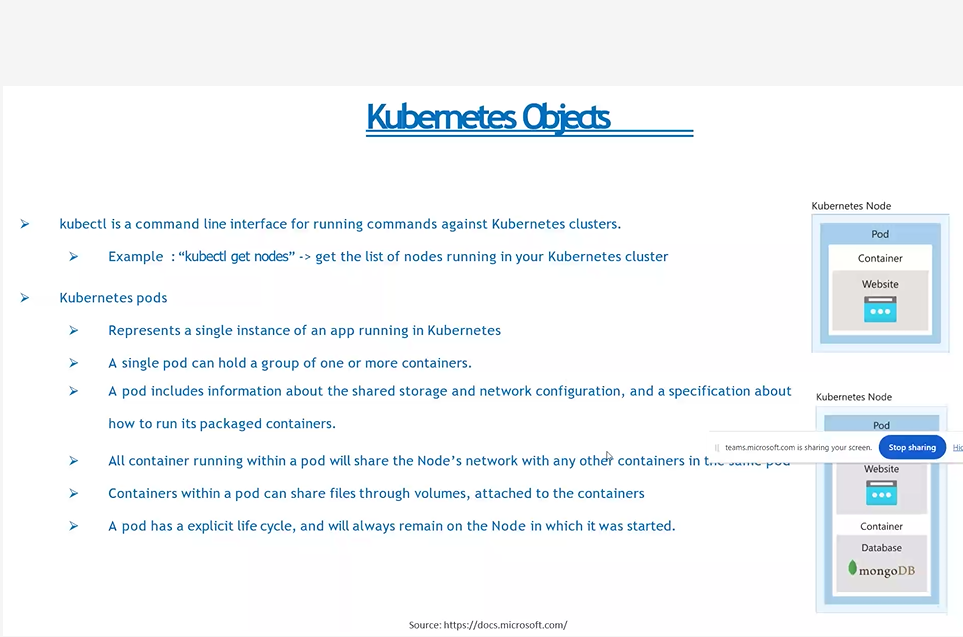 Kubernetes Objects
kubectl is a command line interface for running commands against Kubernetes clusters.
Example : “kubectl get nodes” -> get the list of nodes running in your Kubernetes cluster
Kubernetes pods
Represents a single instance of an app running in Kubernetes
A single pod can hold a group of one or more containers.
A pod includes information about the shared storage and network configuration, and a specification about
how to run its packaged containers.
All container running within a pod will share the Node’s network with any other containers in the same pod
Containers within a pod can share files through volumes, attached to the containers
A pod has a explicit life cycle, and will always remain on the Node in which it was started.
Kubernetes Node
Pod
Container
Website
Kubernetes Node
Pod
teams.microsoft.com is sharing your screen.
Stop sharing
Website
Container
Database
mongoDB
Source: https://docs.microsoft.com/